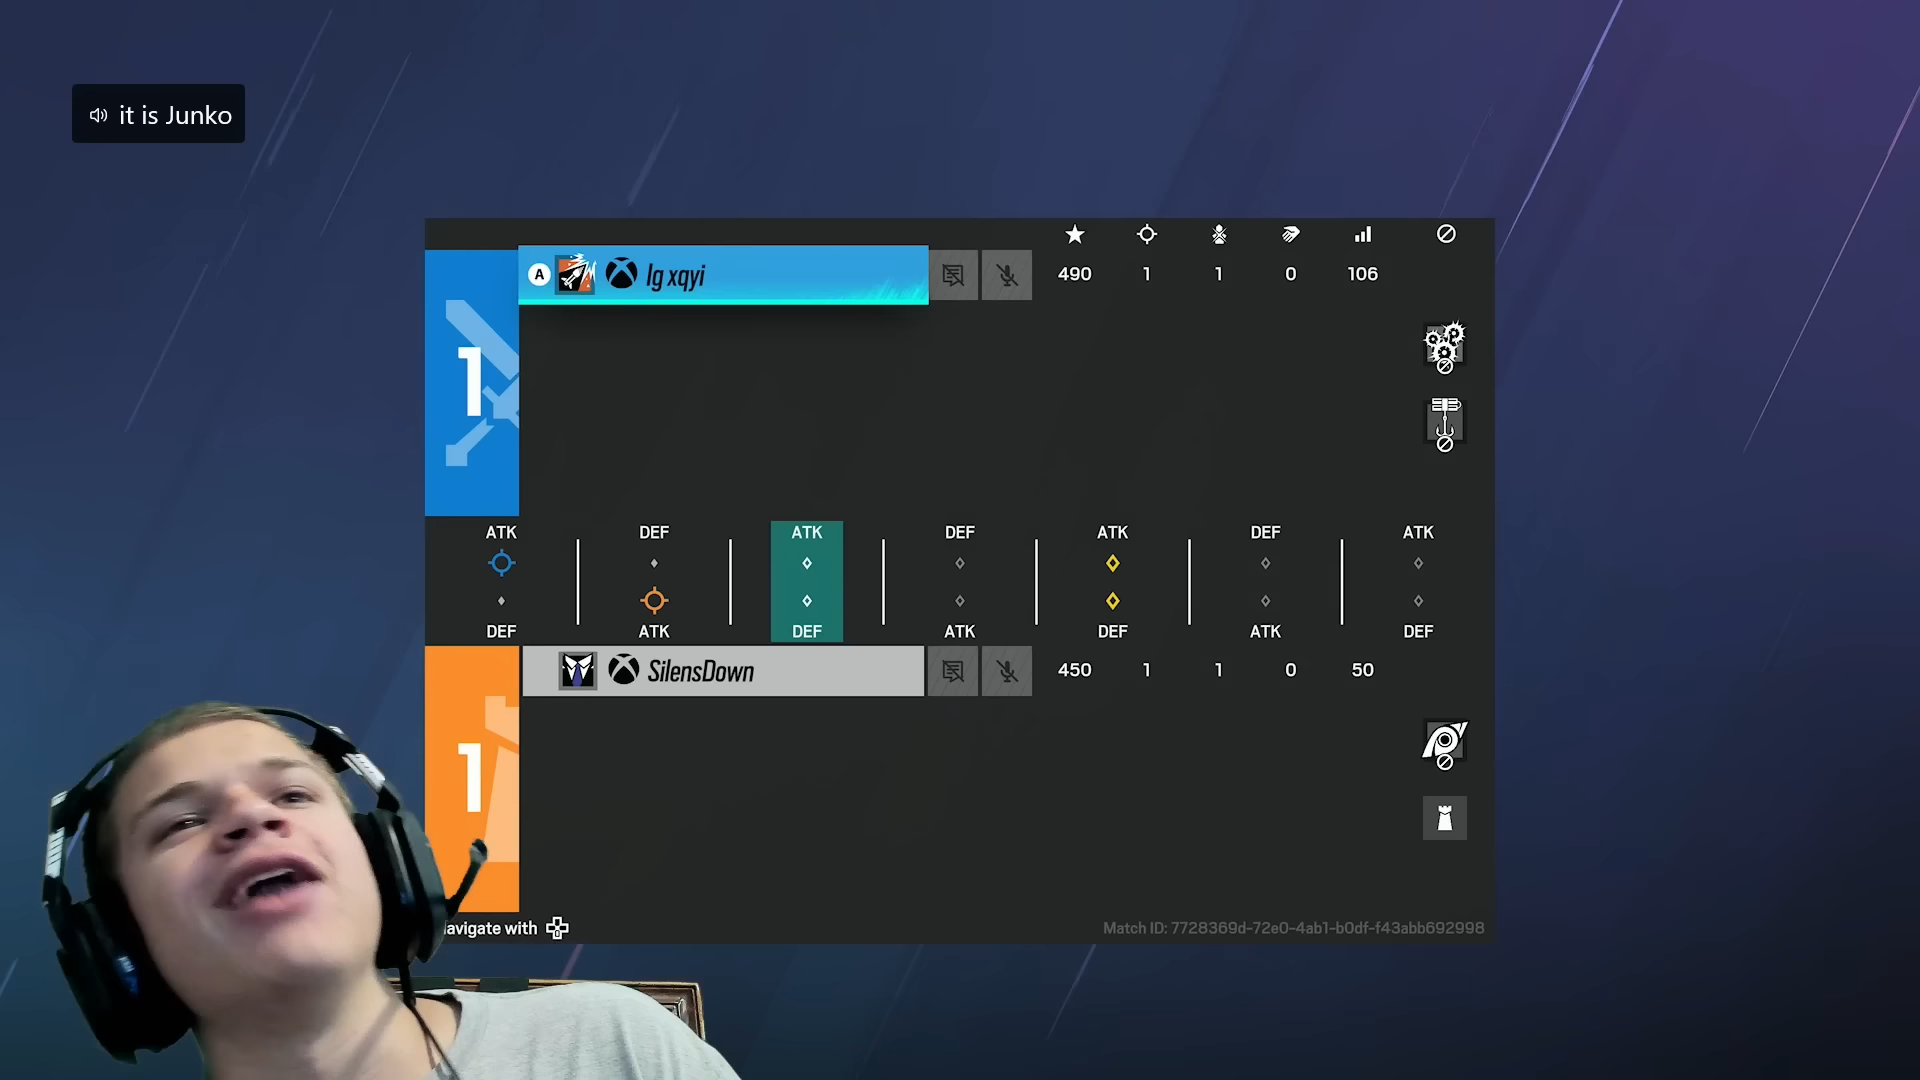 it is Junko
A lg xqyi 490 1 1 0 106
1
ATK DEF ATK DEF ATK DEF ATK
DEF ATK DEF ATK DEF ATK DEF
SilensDown 450 1 1 0 50
1
avigate with
Match ID: 7728369d-72e0-4ab1-b0df-f43abb692998